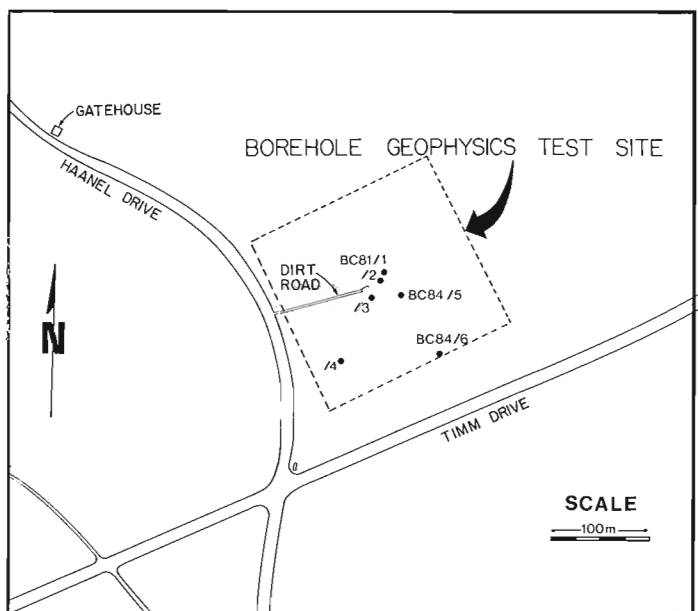 GATEHOUSE
HAANEL DRIVE
BOREHOLE GEOPHYSICS TEST SITE
BC81/1
/2
DIRT
ROAD
/3
BC84/5
N
BC84/6
/4
TIMM DRIVE
SCALE
100m